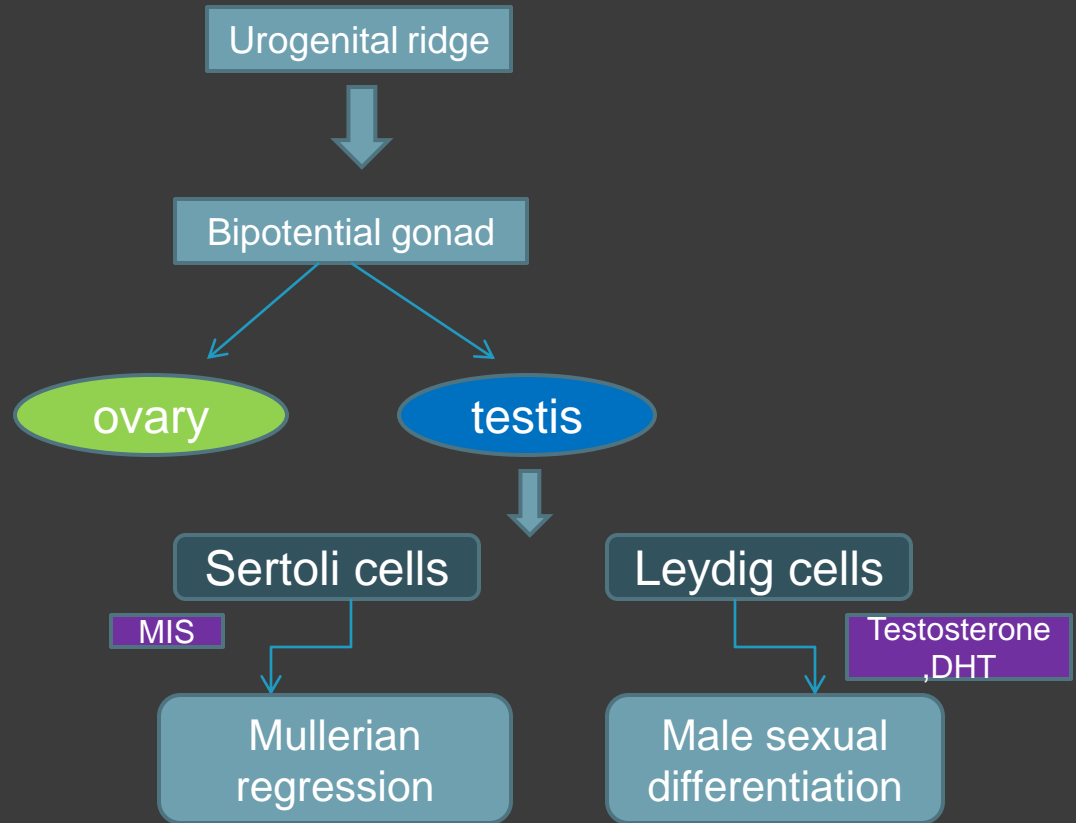 Urogenital ridge
Bipotential gonad
ovary
testis
Sertoli cells
Leydig cells
MIS
Testosterone
,DHT
Mullerian
regression
Male sexual
differentiation